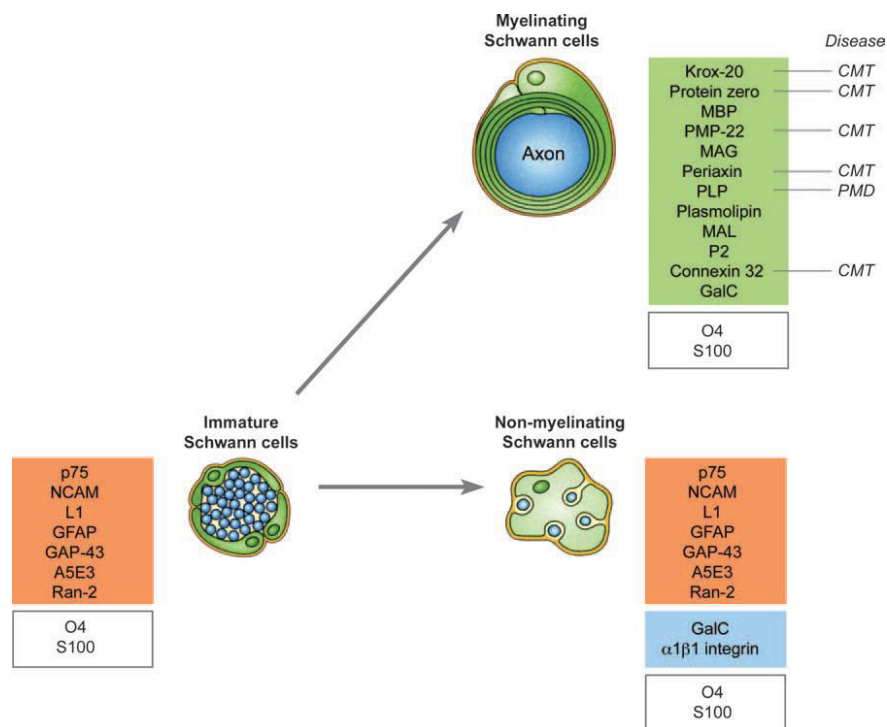 Myelinating
Schwann cells
Disease
Axon
Krox-20 CMT
Protein zero CMT
MBP
PMP-22 CMT
MAG
Periaxin CMT
PLP PMD
Plasmolipin
MAL
P2
Connexin 32 CMT
GalC
O4
S100
Immature
Schwann cells
Non-myelinating
Schwann cells
p75
NCAM
L1
GFAP
GAP-43
A5E3
Ran-2
O4
S100
p75
NCAM
L1
GFAP
GAP-43
A5E3
Ran-2
GalC
α1β1 integrin
O4
S100